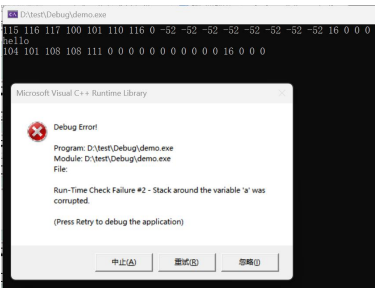 D:\test\Debug\demo.exe
115 116 117 100 101 110 116 0 -52 -52 -52 -52 -52 -52 -52 -52 16 0 0 0
hello
104 101 108 108 111 0 0 0 0 0 0 0 0 0 0 0 16 0 0 0
Microsoft Visual C++ Runtime Library
Debug Error!
Program: D:\test\Debug\demo.exe
Module: D:\test\Debug\demo.exe
File:
Run-Time Check Failure #2 - Stack around the variable 'a' was
corrupted.
(Press Retry to debug the application)
中止(A) 重试(R) 忽略(I)